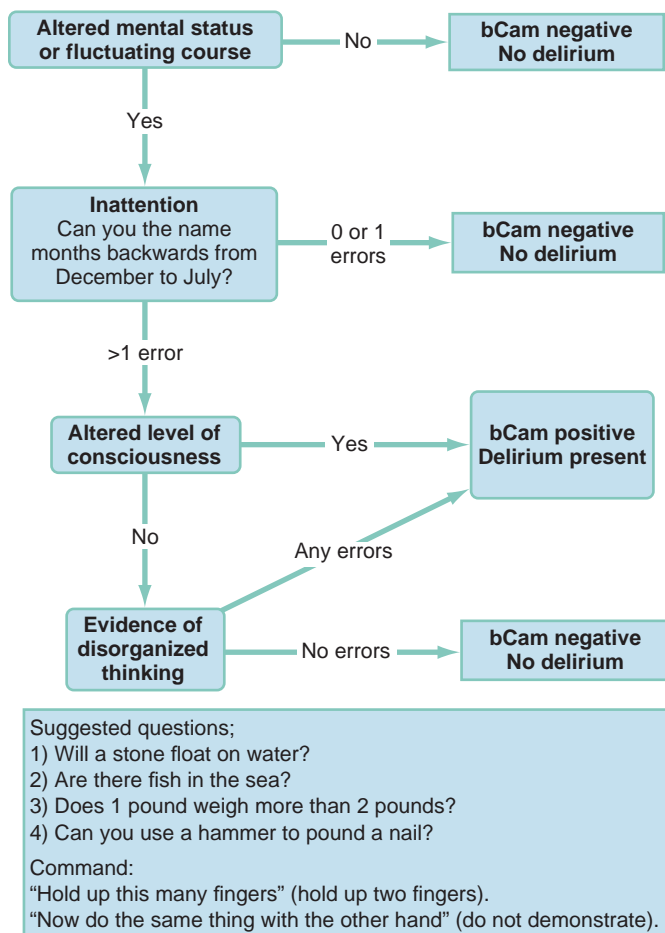 Altered mental status
or fluctuating course
No
bCam negative
No delirium
Yes
Inattention
Can you the name
months backwards from
December to July?
0 or 1
errors
bCam negative
No delirium
>1 error
Altered level of
consciousness
Yes
bCam positive
Delirium present
No
Any errors
Evidence of
disorganized
thinking
No errors
bCam negative
No delirium
Suggested questions;
1) Will a stone float on water?
2) Are there fish in the sea?
3) Does 1 pound weigh more than 2 pounds?
4) Can you use a hammer to pound a nail?
Command:
“Hold up this many fingers” (hold up two fingers).
“Now do the same thing with the other hand” (do not demonstrate).